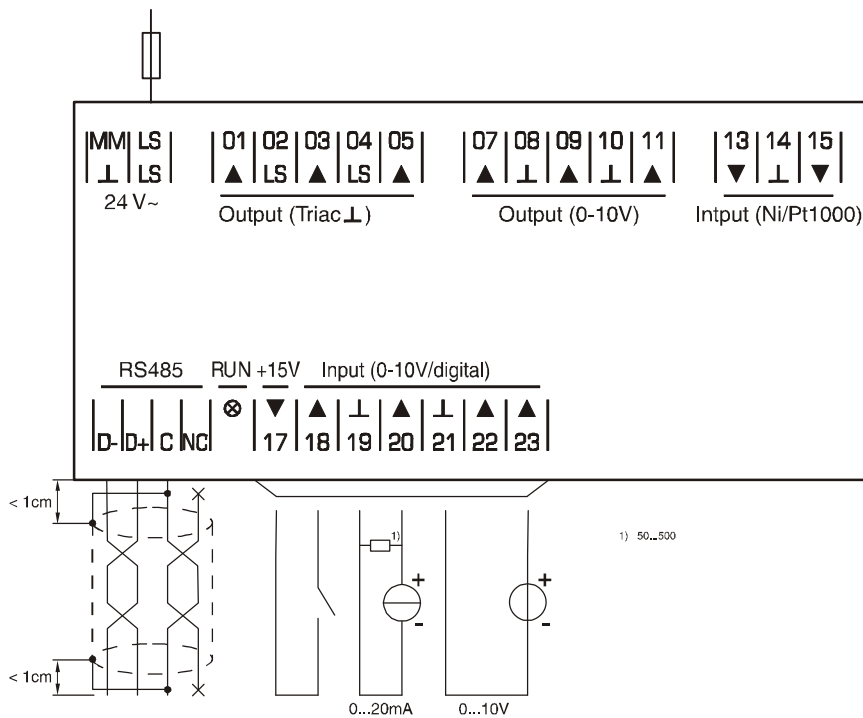 MM LS 01 02 03 04 05 07 08 09 10 11 13 14 15
⊥ LS ▲ LS ▲ LS ▲ ▲ ⊥ ▲ ⊥ ▲ ▼ ⊥ ▼
24 V~
Output (Triac⊥) Output (0-10V) Intput (Ni/Pt1000)
RS485 RUN +15V Input (0-10V/digital)
⊗ ▼ ▲ ⊥ ▲ ⊥ ▲ ▲
D- D+ C NC 17 18 19 20 21 22 23
< 1cm
1)
1) 50...500
+ +
- -
< 1cm
0...20mA 0...10V